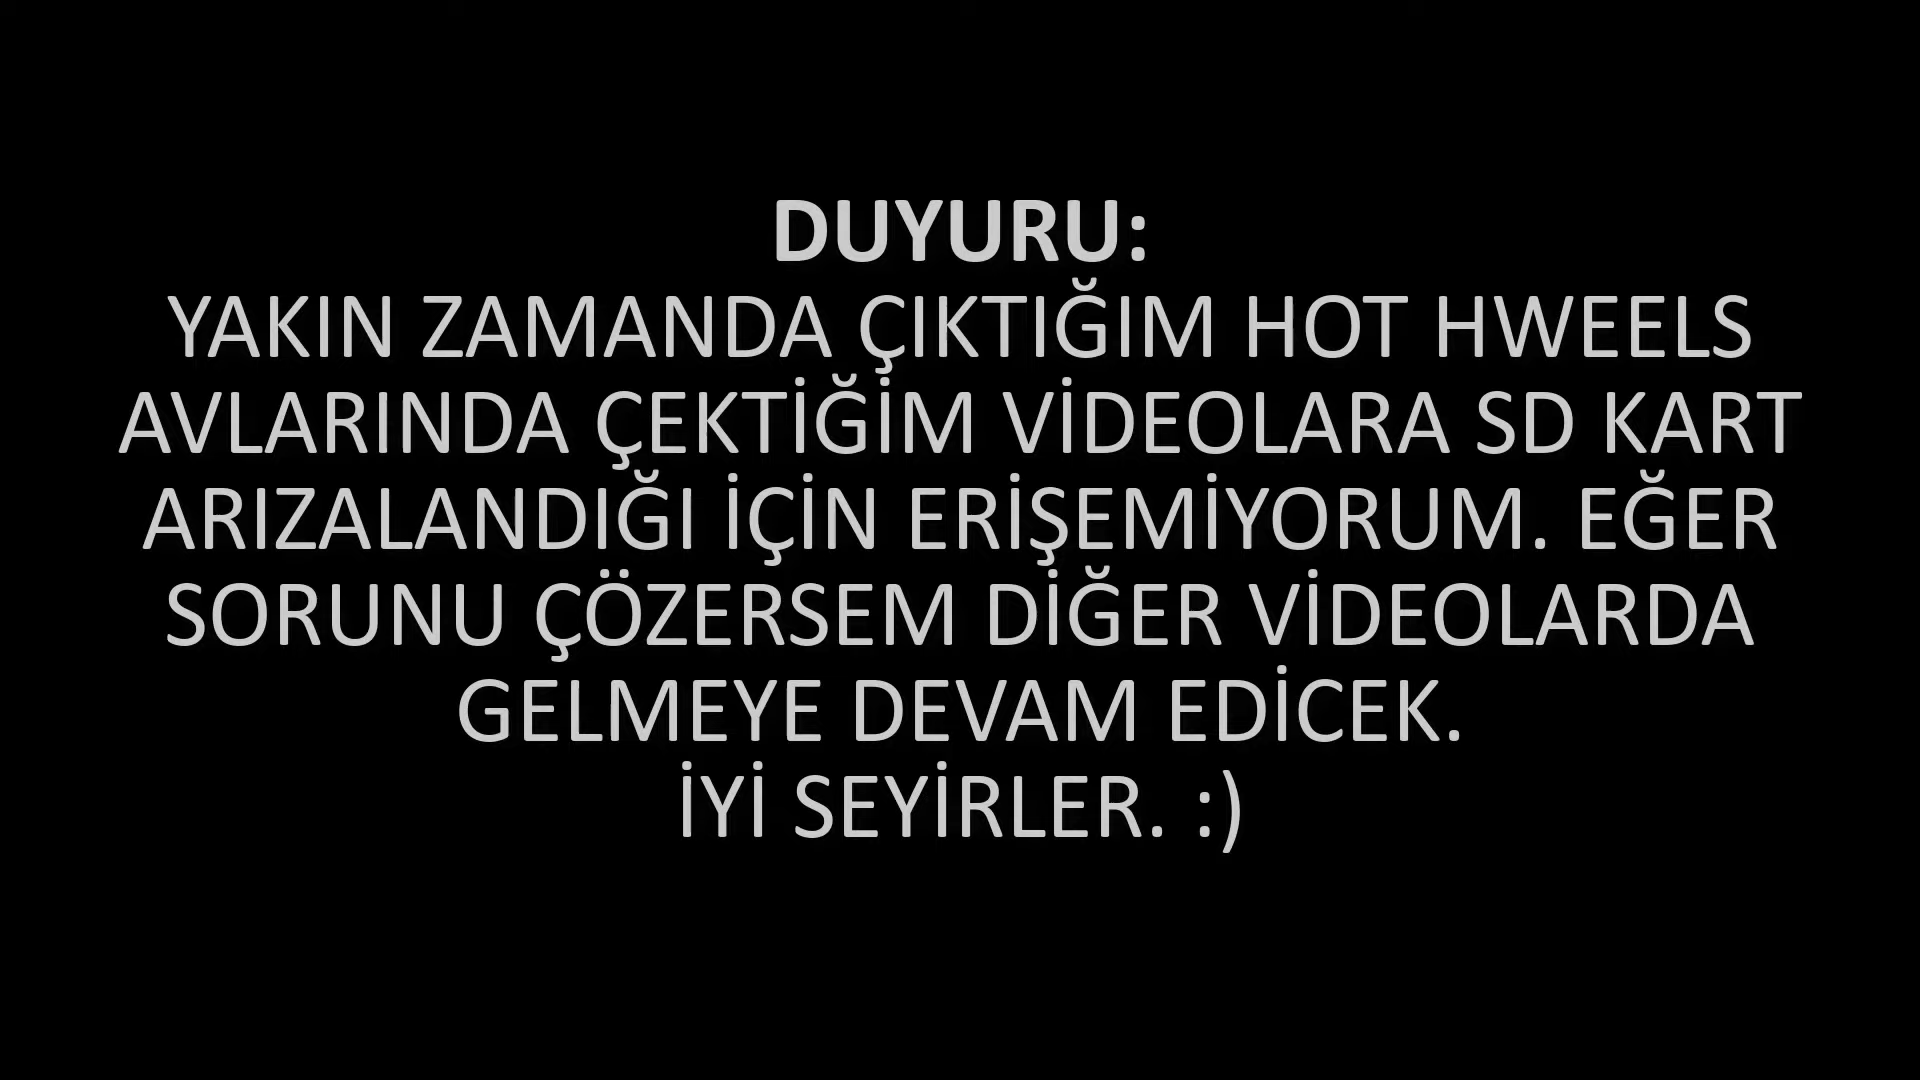 DUYURU:
YAKIN ZAMANDA ÇIKTIĞIM HOT HWEELS
AVLARINDA ÇEKTİĞİM VİDEOLARA SD KART
ARIZALANDIĞI İÇİN ERİŞEMİYORUM. EĞER
SORUNU ÇÖZERSEM DİĞER VİDEOLARDA
GELMEYE DEVAM EDİCEK.
İYİ SEYİRLER. :)